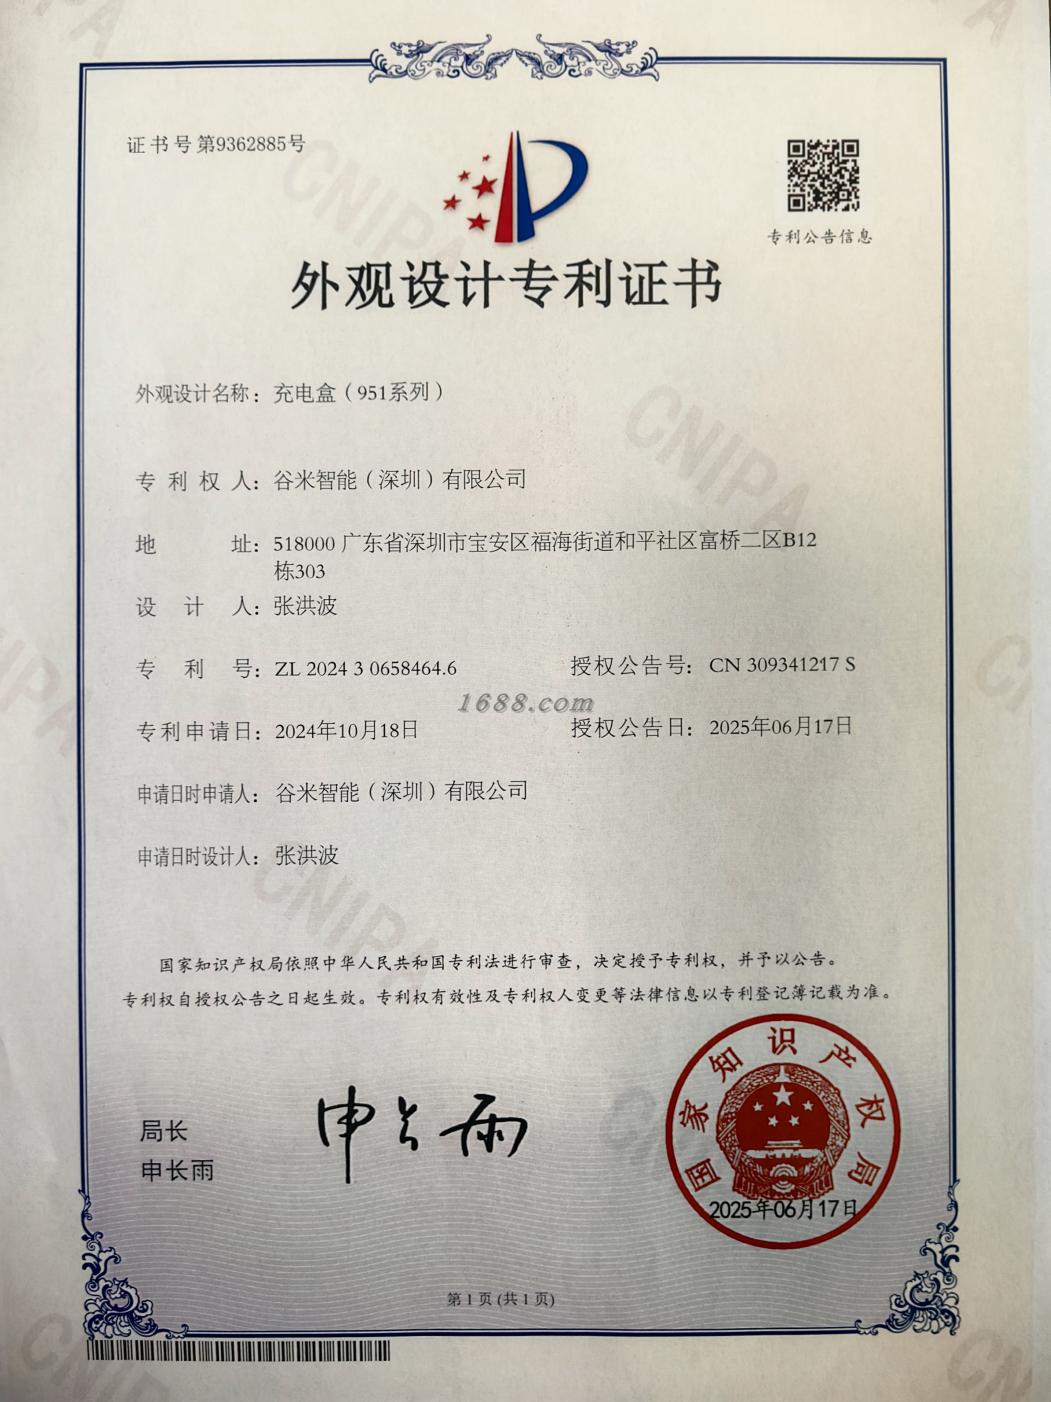 证书号第9362885号
专利公告信息
外观设计专利证书
外观设计名称：充电盒（951系列）
专利权人：谷米智能（深圳）有限公司
地址：518000 广东省深圳市宝安区福海街道和平社区富桥二区B12
栋303
设计人：张洪波
专利号：ZL 2024 3 0658464.6 授权公告号：CN 309341217 S
1688.com
专利申请日：2024年10月18日 授权公告日：2025年06月17日
申请日时申请人：谷米智能（深圳）有限公司
申请日时设计人：张洪波
国家知识产权局依照中华人民共和国专利法进行审查，决定授予专利权，并予以公告。
专利权自授权公告之日起生效。专利权有效性及专利权人变更等法律信息以专利登记簿记载为准。
局长
申长雨
申长雨
国家知识产权局
2025年06月17日
第1页(共1页)
CNIPA
CNIPA
CNIPA
CNIPA
CNIPA